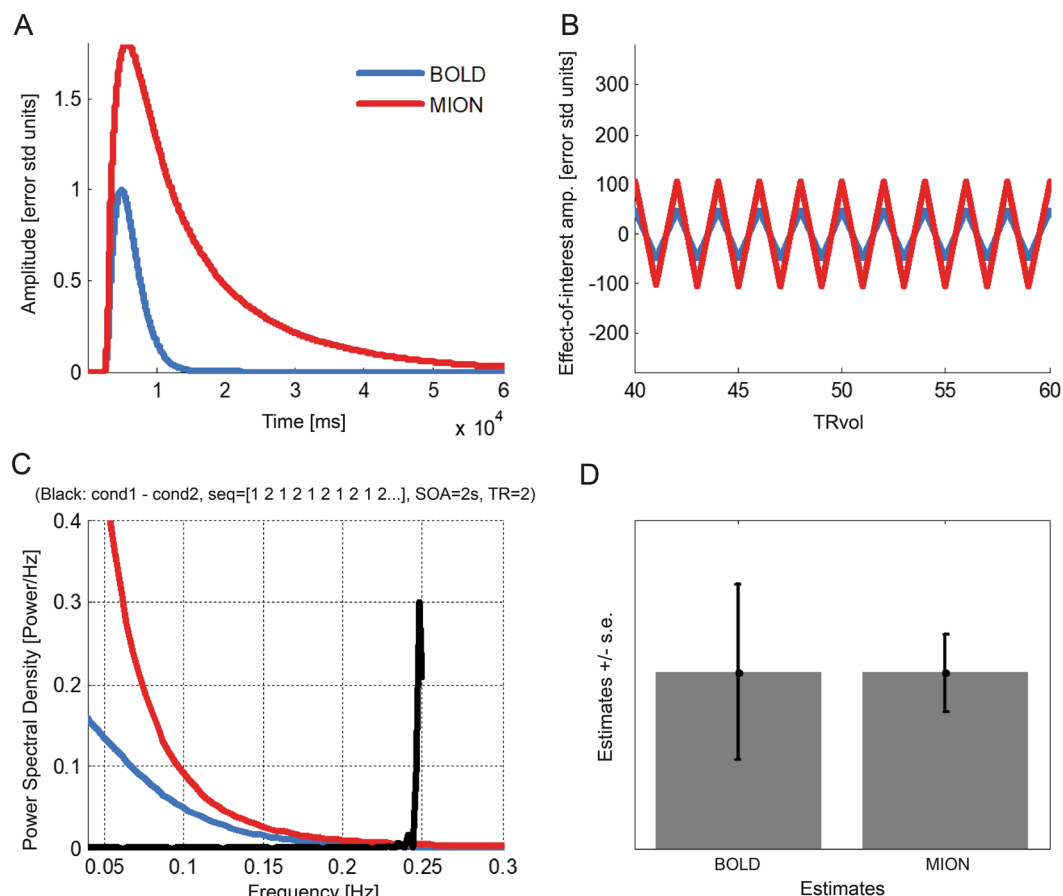 A
Amplitude [error std units]
1.5
1
0.5
0
BOLD
MION
1 2 3 4 5 6
Time [ms]
x 10^4
B
Effect-of-interest amp. [error std units]
300
200
100
0
-100
-200
40 45 50 55 60
TRvol
C
(Black: cond1 - cond2, seq=[1 2 1 2 1 2 1 2 1 2...], SOA=2s, TR=2)
Power Spectral Density [Power/Hz]
0.4
0.3
0.2
0.1
0
0.05 0.1 0.15 0.2 0.25 0.3
Frequency [Hz]
D
Estimates +/- s.e.
BOLD MION
Estimates